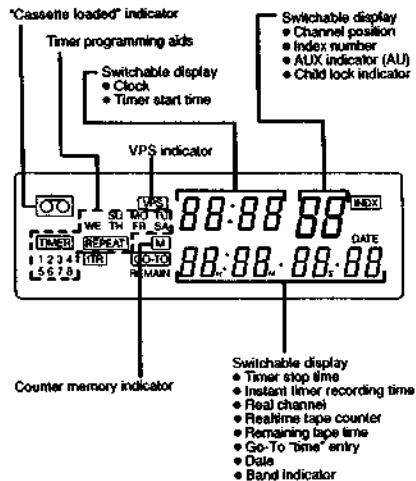 "Cassette loaded" indicator
Timer programming aids
Switchable display
• Clock
• Timer start time
VPS indicator
Switchable display
• Channel position
• Index number
• AUX indicator (AU)
• Child lock indicator
VPS
SU MO TU
WE TH FR SA
88:88
88
INDX
DATE
TIMER
REPEAT
M
1 2 3 4
5 6 7 8
ITR
GO-TO
REMAIN
88:H88M:88S:88
Counter memory indicator
Switchable display
• Timer stop time
• Instant timer recording time
• Real channel
• Realtime tape counter
• Remaining tape time
• Go-To "time" entry
• Date
• Band indicator